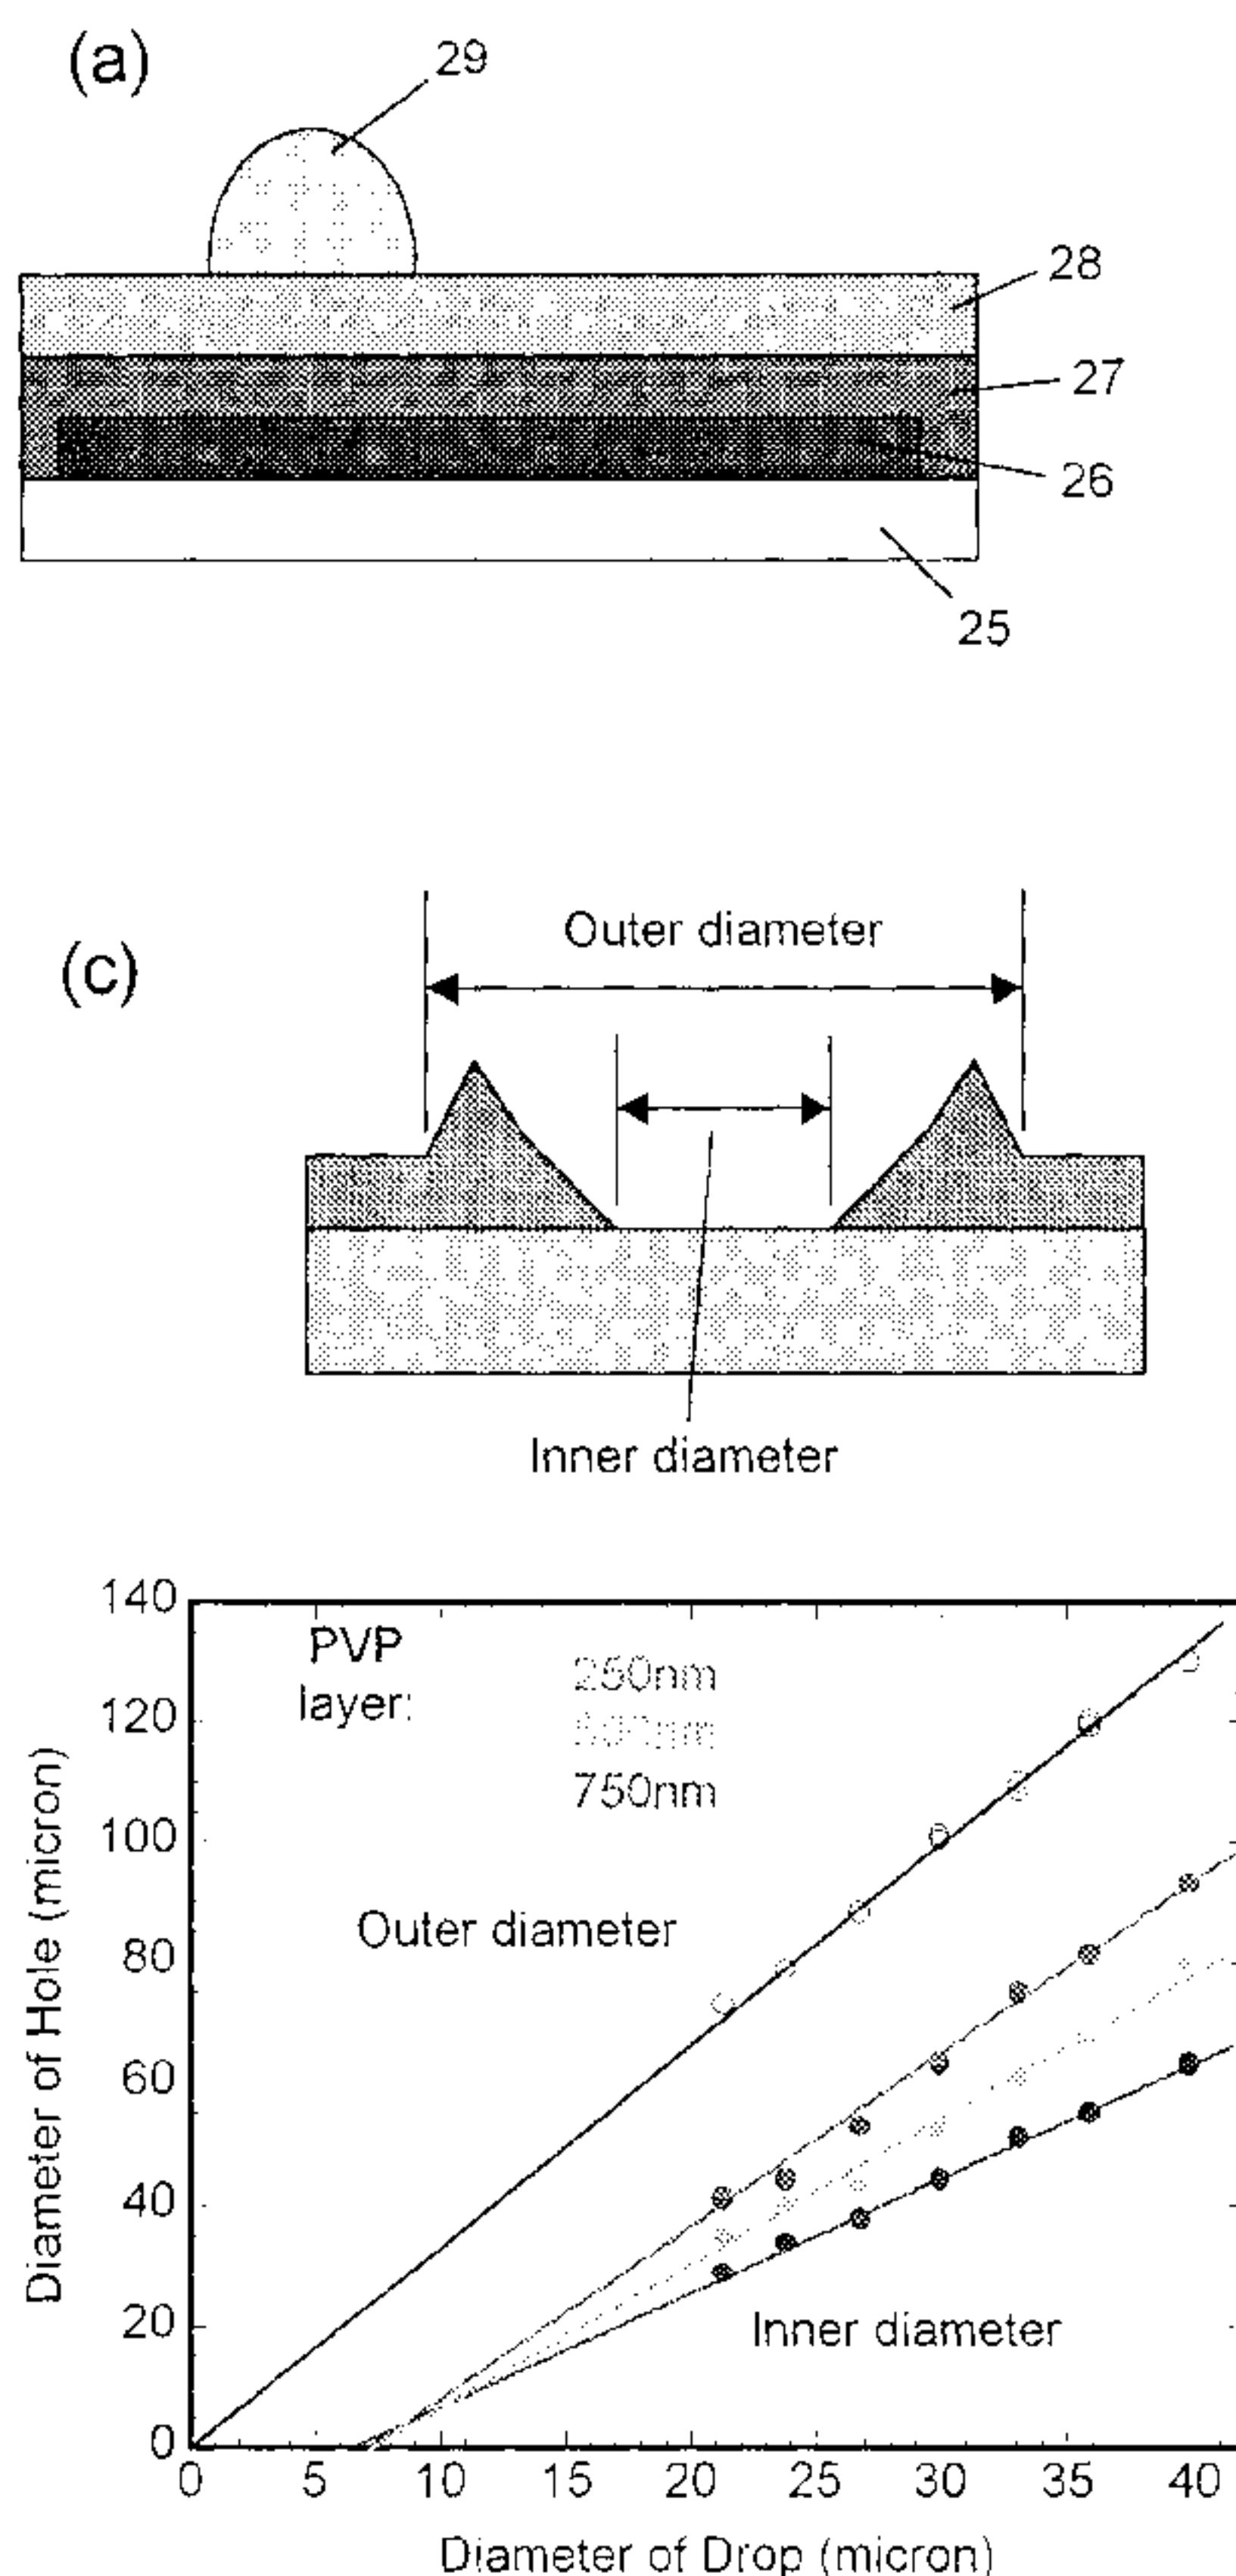 (a)
29
28
27
26
25
(c)
Outer diameter
Inner diameter
140
120
100
80
60
40
20
0
Diameter of Hole (micron)
PVP
layer:
250nm
750nm
Outer diameter
Inner diameter
0 5 10 15 20 25 30 35 40
Diameter of Drop (micron)